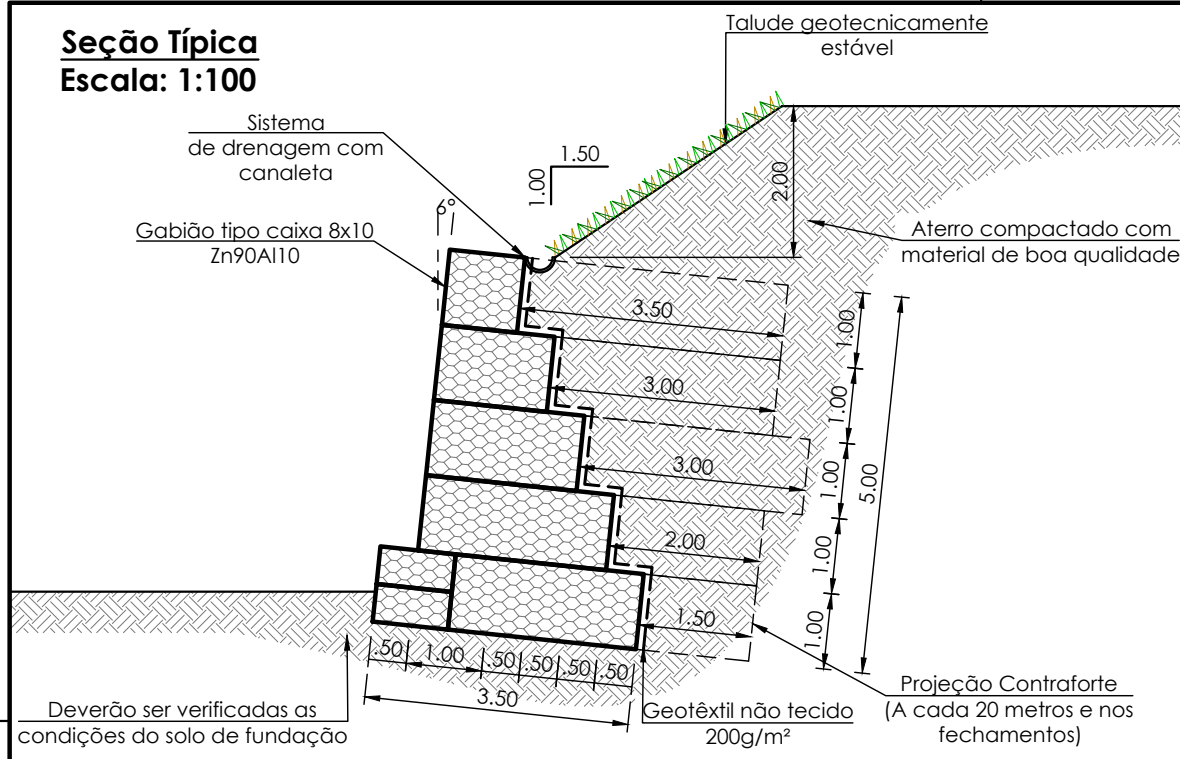 Seção Típica
Escala: 1:100
Talude geotecnicamente
estável
Sistema
de drenagem com
canaleta
1.50
1.00
2.00
6°
Gabião tipo caixa 8x10
Zn90Al10
Aterro compactado com
material de boa qualidade
3.50
1.00
3.00
1.00
3.00
1.00
5.00
2.00
1.00
1.50
1.00
.50
1.00
.50
.50
.50
.50
3.50
Deverão ser verificadas as
condições do solo de fundação
Geotêxtil não tecido
200g/m²
Projeção Contraforte
(A cada 20 metros e nos
fechamentos)